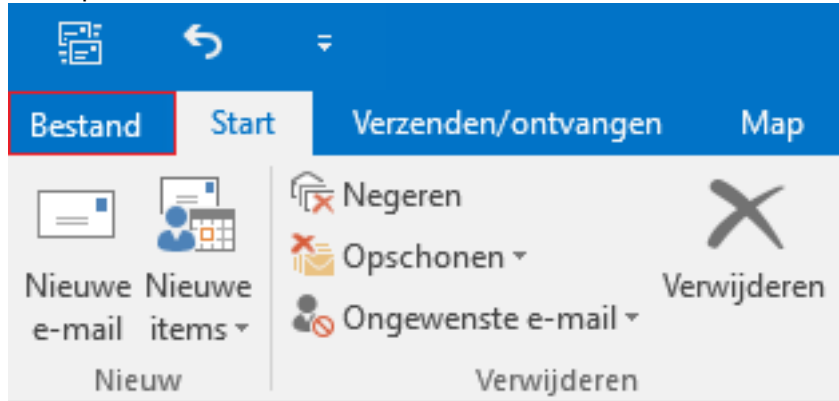 Bestand Start Verzenden/ontvangen Map
Negeren
Opschonen
Ongewenste e-mail
Nieuwe e-mail
Nieuwe items
Verwijderen
Nieuw
Verwijderen